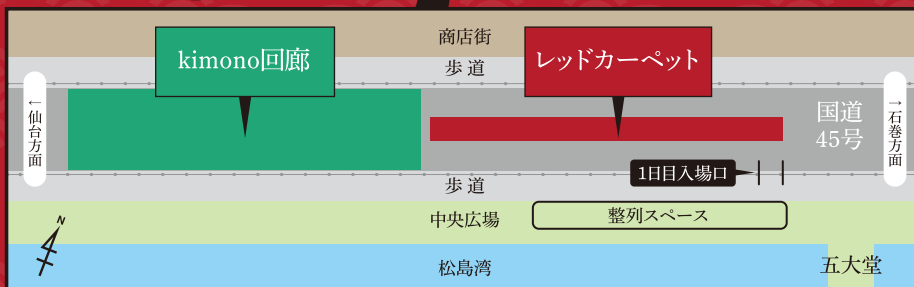 商店街
kimono回廊
レッドカーペット
歩道
←仙台方面
国道
45号
→石巻方面
1日目入場口
歩道
中央広場
整列スペース
N
松島湾
五大堂